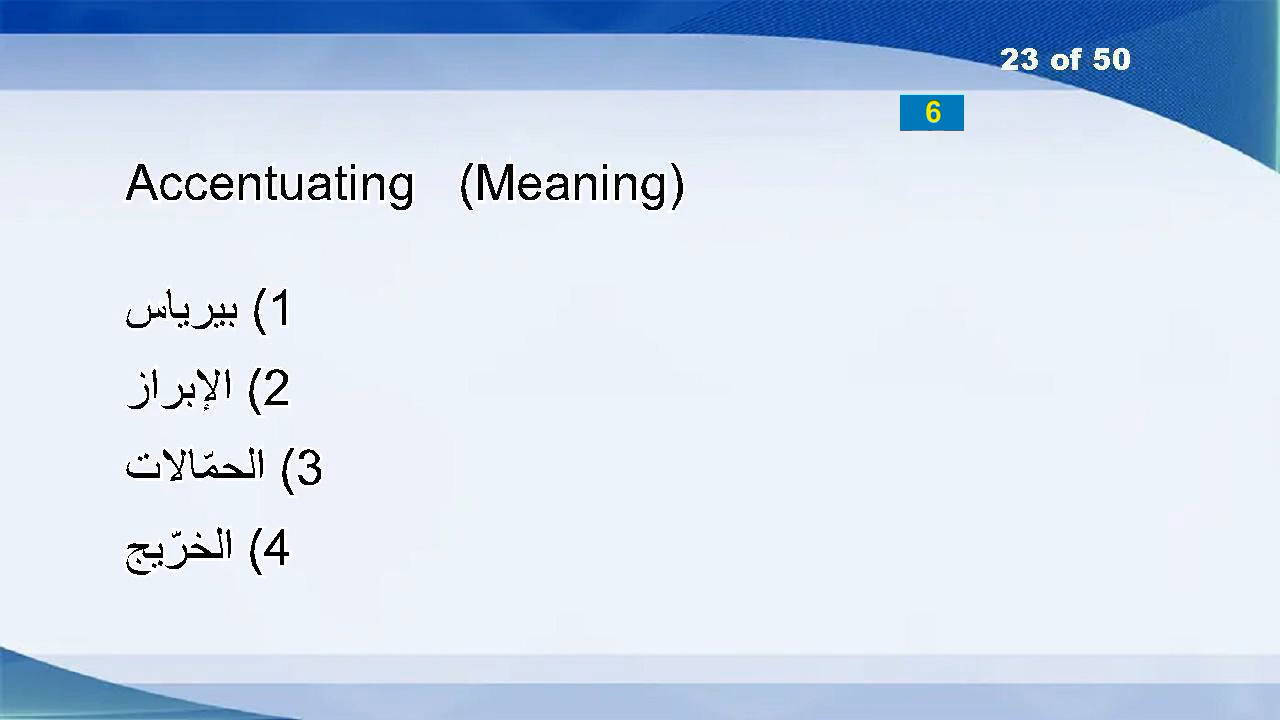 23 of 50
6
Accentuating (Meaning)
1) بيرياس
2) الإبراز
3) الحمّالات
4) الخرّيج